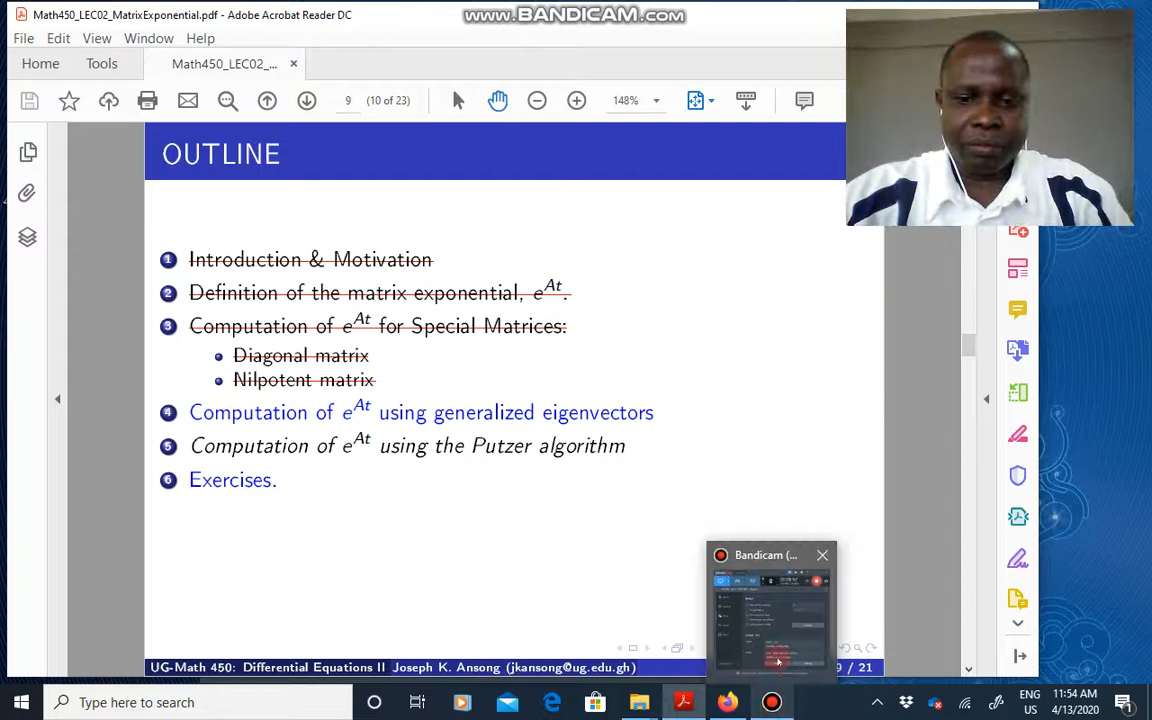 Math450_LEC02_MatrixExponential.pdf - Adobe Acrobat Reader DC
www.BANDICAM.com
File Edit View Window Help
Home Tools Math450_LEC02_...
9 (10 of 23) 148%
OUTLINE
1 Introduction & Motivation
2 Definition of the matrix exponential, e^{At}.
3 Computation of e^{At} for Special Matrices:
Diagonal matrix
Nilpotent matrix
4 Computation of e^{At} using generalized eigenvectors
5 Computation of e^{At} using the Putzer algorithm
6 Exercises.
Bandicam (...
UG-Math 450: Differential Equations II Joseph K. Ansong (jkansong@ug.edu.gh)
/ 21
Type here to search
ENG
US
11:54 AM
4/13/2020
1